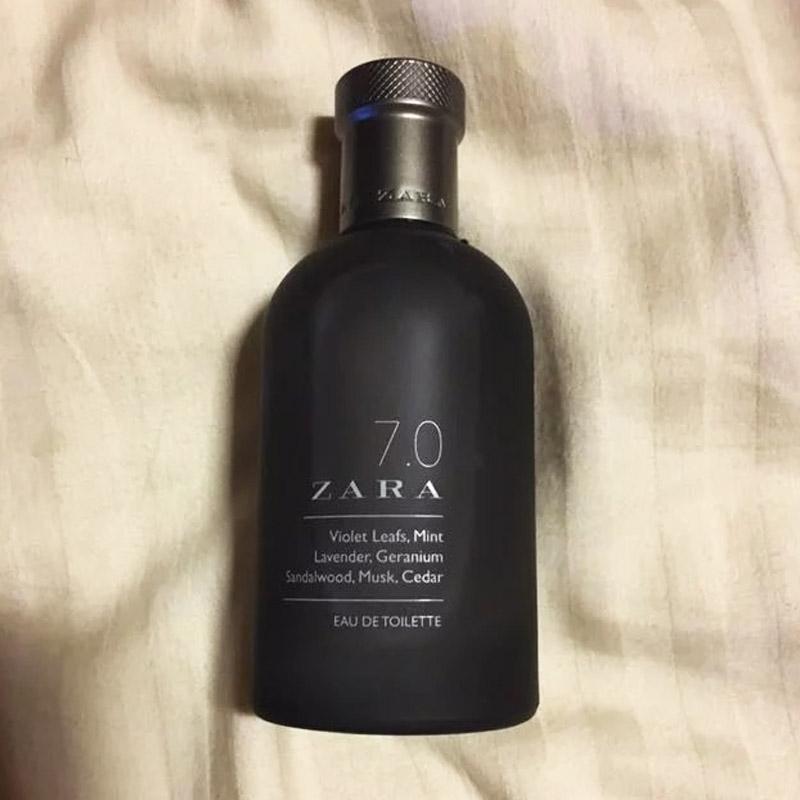 ZARA
7.0
ZARA
Violet Leafs, Mint
Lavender, Geranium
Sandalwood, Musk, Cedar
EAU DE TOILETTE